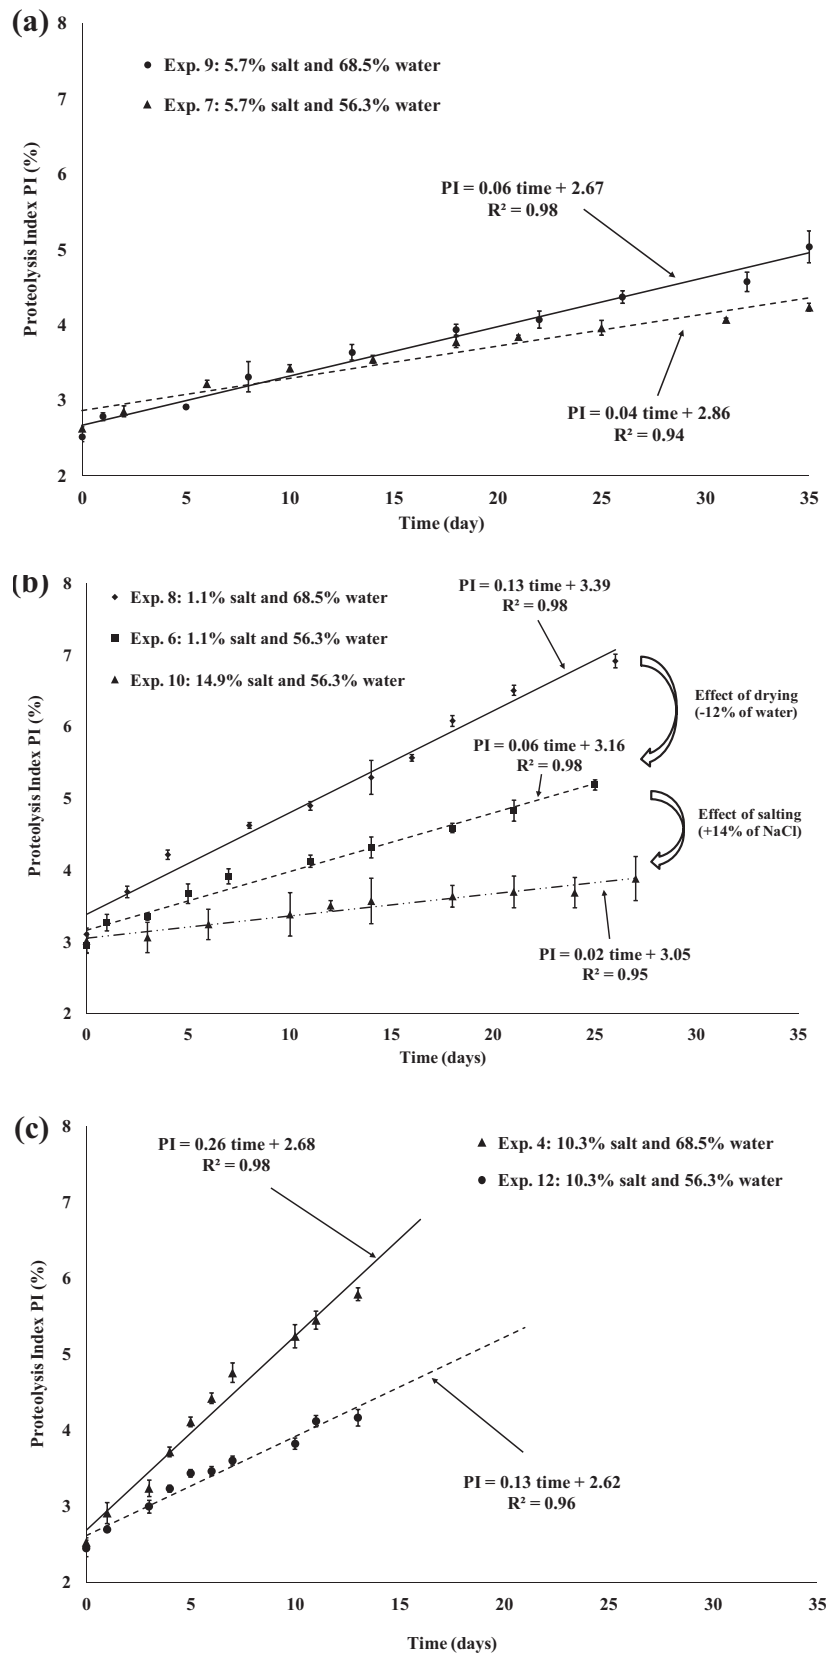 (a)
8
7
6
5
4
3
2
Proteolysis Index PI (%)
Exp. 9: 5.7% salt and 68.5% water
Exp. 7: 5.7% salt and 56.3% water
PI = 0.06 time + 2.67
R² = 0.98
PI = 0.04 time + 2.86
R² = 0.94
0 5 10 15 20 25 30 35
Time (day)
(b)
8
7
6
5
4
3
2
Proteolysis Index PI (%)
Exp. 8: 1.1% salt and 68.5% water
Exp. 6: 1.1% salt and 56.3% water
Exp. 10: 14.9% salt and 56.3% water
PI = 0.13 time + 3.39
R² = 0.98
Effect of drying
(-12% of water)
PI = 0.06 time + 3.16
R² = 0.98
Effect of salting
(+14% of NaCl)
PI = 0.02 time + 3.05
R² = 0.95
0 5 10 15 20 25 30 35
Time (days)
(c)
8
7
6
5
4
3
2
Proteolysis Index PI (%)
PI = 0.26 time + 2.68
R² = 0.98
Exp. 4: 10.3% salt and 68.5% water
Exp. 12: 10.3% salt and 56.3% water
PI = 0.13 time + 2.62
R² = 0.96
0 5 10 15 20 25 30 35
Time (days)